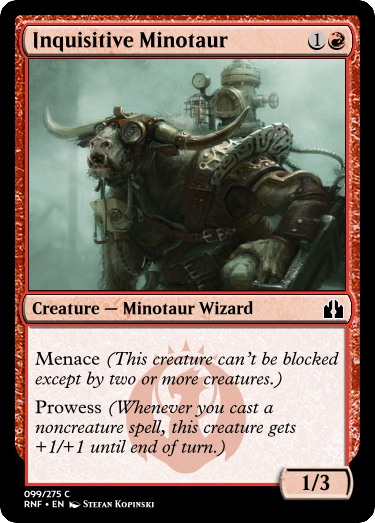 Inquisitive Minotaur 1
Creature — Minotaur Wizard
Menace (This creature can't be blocked
except by two or more creatures.)
Prowess (Whenever you cast a
noncreature spell, this creature gets
+1/+1 until end of turn.)
1/3
099/275 C
RNF • EN Stefan Kopinski